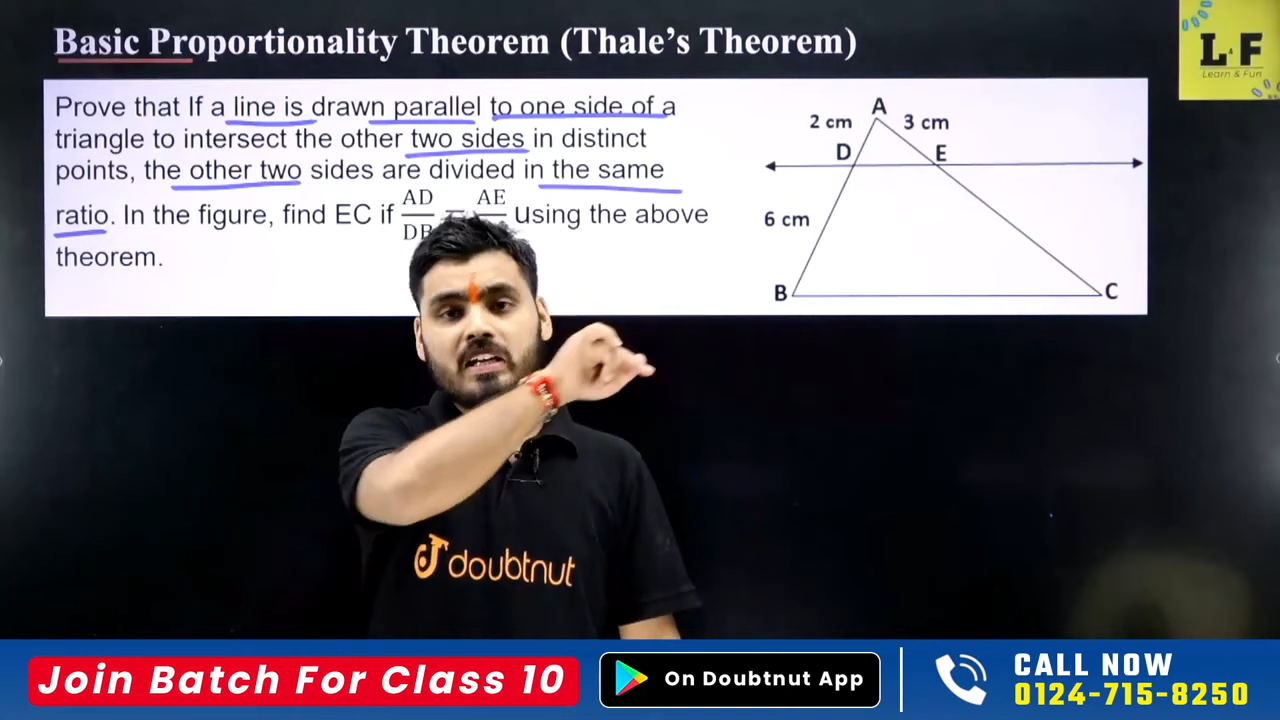 Basic Proportionality Theorem (Thale's Theorem)
L&F
Learn & Fun
Prove that If a line is drawn parallel to one side of a
triangle to intersect the other two sides in distinct
points, the other two sides are divided in the same
ratio. In the figure, find EC if AD/DB = AE Using the above
theorem.
A
2 cm
3 cm
D
E
6 cm
B
C
doubtnut
Join Batch For Class 10
On Doubtnut App
CALL NOW
0124-715-8250